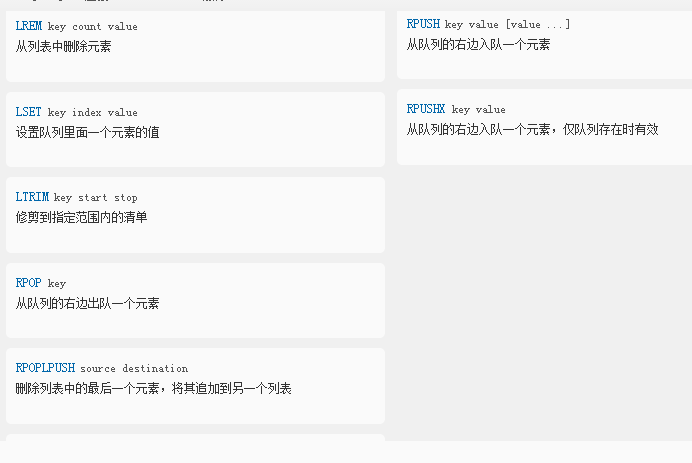 LREM key count value
从列表中删除元素
LSET key index value
设置队列里面一个元素的值
LTRIM key start stop
修剪到指定范围内的清单
RPOP key
从队列的右边出队一个元素
RPOPLPUSH source destination
删除列表中的最后一个元素，将其追加到另一个列表
RPUSH key value [value ...]
从队列的右边入队一个元素
RPUSHX key value
从队列的右边入队一个元素，仅队列存在时有效